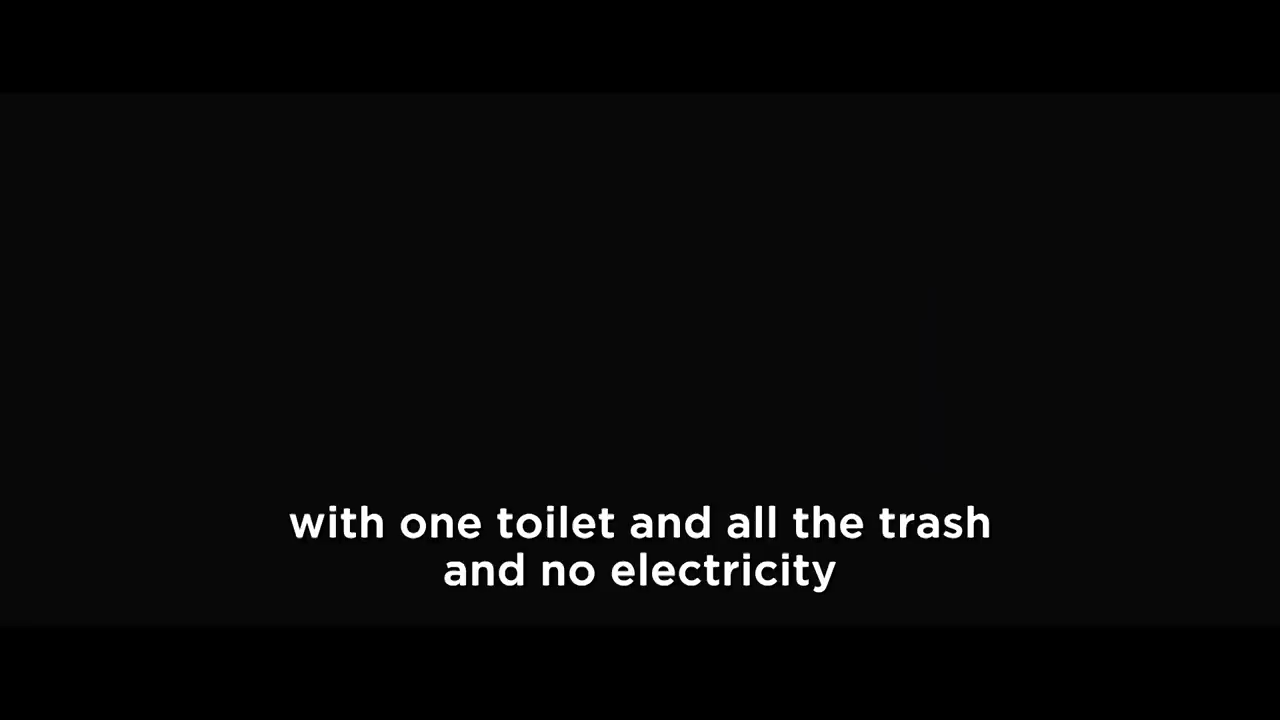 with one toilet and all the trash
and no electricity